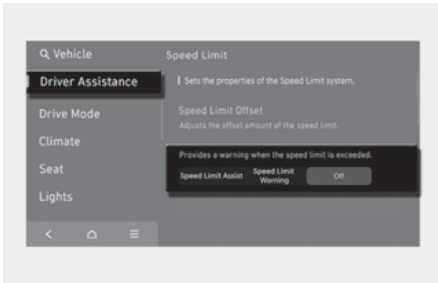 Vehicle
Speed Limit
Driver Assistance
Sets the properties of the Speed Limit system.
Drive Mode
Speed Limit Offset
Adjusts the offset amount of the speed limit.
Climate
Provides a warning when the speed limit is exceeded.
Seat
Speed Limit Assist
Speed Limit
Warning
Off
Lights